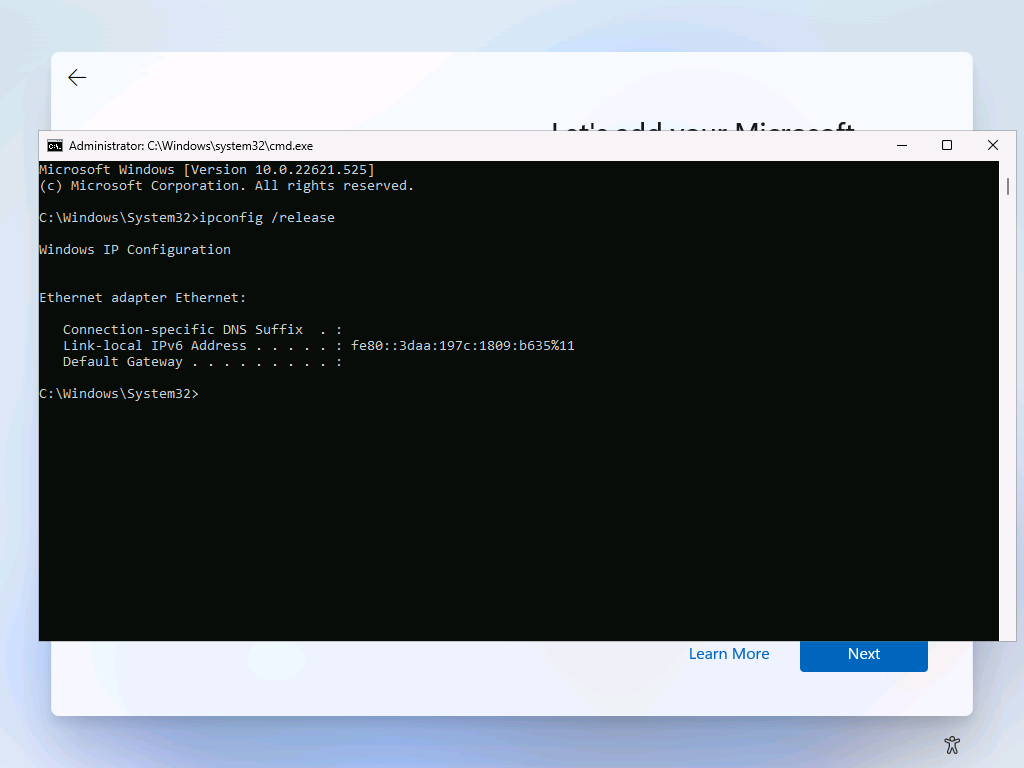 Let's add your Microsoft
Administrator: C:\Windows\system32\cmd.exe
Microsoft Windows [Version 10.0.22621.525]
(c) Microsoft Corporation. All rights reserved.
C:\Windows\System32>ipconfig /release
Windows IP Configuration
Ethernet adapter Ethernet:
Connection-specific DNS Suffix . :
Link-local IPv6 Address . . . . . : fe80::3daa:197c:1809:b635%11
Default Gateway . . . . . . . . . :
C:\Windows\System32>
Learn More
Next